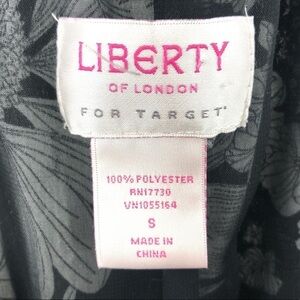 LIBERTY
OF LONDON
FOR TARGET
100% POLYESTER
RN17730
VN1055164
S
MADE IN
CHINA